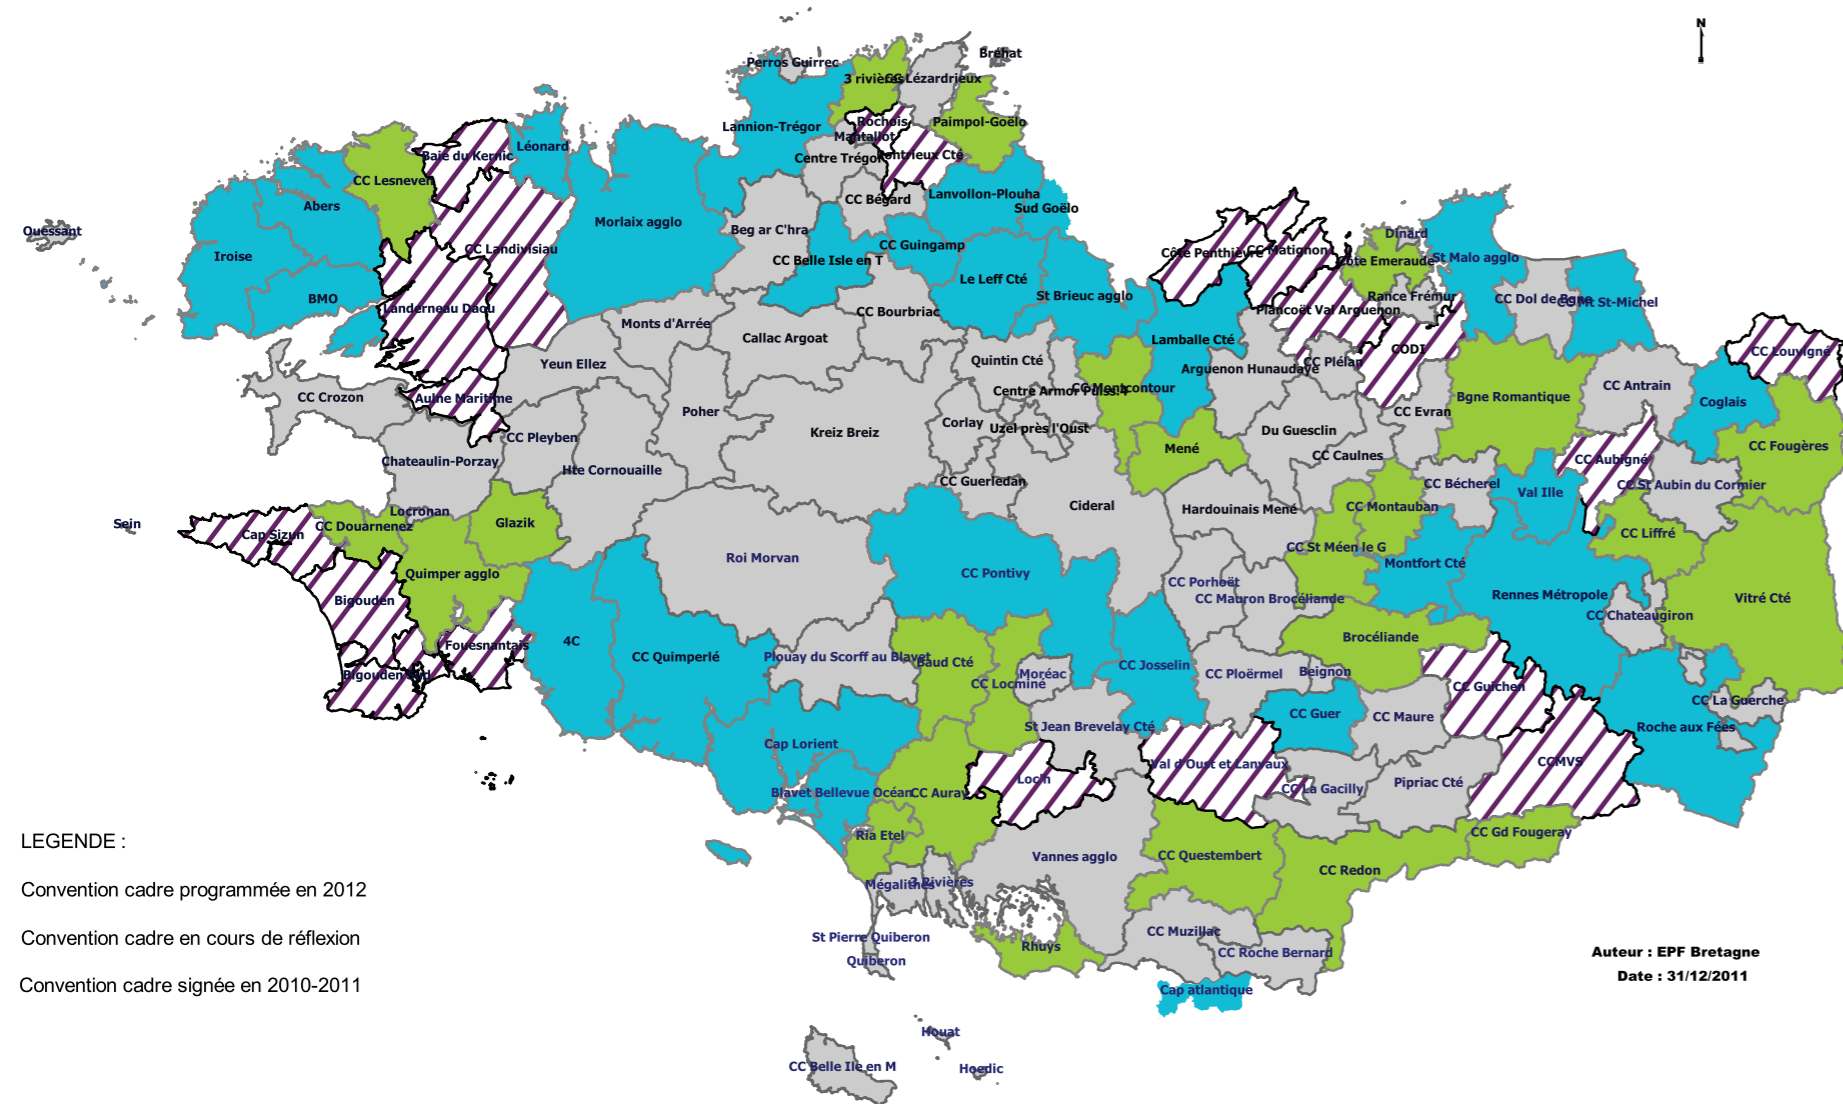 N
Bréhat
Perros Guirrec
3 rivières
CC Lézardrieux
Lannion-Trégor
Rochois
Mantallot
Paimpol-Goëlo
Léonard
Baie du Kernic
Centre Trégor
Pontrieux Cté
CC Lesneven
CC Bégard
Lanvollon-Plouha
Sud Goëlo
Abers
Morlaix agglo
Beg ar C'hra
CC Guingamp
Ouessant
Iroise
CC Landivisiau
CC Belle Isle en T
Le Leff Cté
St Brieuc agglo
Côte Penthièvre
CC Matignon
Dinard
Côte Emeraude
St Malo agglo
BMO
Landerneau Daou
CC Bourbriac
Plancoët Val Arguenon
Rance Frémur
CC Dol de Bgne
CC Mt St-Michel
Monts d'Arrée
Callac Argoat
Lamballe Cté
CODI
CC Louvigné
Yeun Ellez
Quintin Cté
Arguenon Hunaudaye
CC Plélan
CC Crozon
Aulne Maritime
Centre Armor Puiss.4
CC Montcontour
Bgne Romantique
CC Antrain
Coglais
Poher
Kreiz Breiz
Corlay
Uzel près l'Oust
CC Evran
CC Pleyben
Du Guesclin
CC Fougères
Chateaulin-Porzay
Hte Cornouaille
Mené
CC Caulnes
CC Aubigné
CC Guerledan
CC Bécherel
Val Ille
CC St Aubin du Cormier
Sein
Cap Sizun
CC Douarnenez
Locronan
Glazik
Cideral
Hardouinais Mené
CC Montauban
CC Liffré
Quimper agglo
Roi Morvan
CC Pontivy
CC St Méen le G
Montfort Cté
CC Porhoët
CC Mauron Brocéliande
Rennes Métropole
Vitré Cté
Bigouden
CC Chateaugiron
Fouesnantais
4C
CC Quimperlé
Plouay du Scorff au Blavet
Baud Cté
Brocéliande
Bigouden Sud
CC Locminé
Moréac
CC Josselin
CC Ploërmel
Beignon
CC Guichen
CC La Guerche
St Jean Brevelay Cté
CC Guer
CC Maure
Roche aux Fées
Cap Lorient
Loc'h
Val d'Oust et Lanvaux
CCMVS
Blavet Bellevue Océan
CC Auray
CC La Gacilly
Pipriac Cté
Ria Etel
CC Gd Fougeray
LEGENDE :
Vannes agglo
CC Questembert
CC Redon
Convention cadre programmée en 2012
Mégalithes
3 Rivières
Convention cadre en cours de réflexion
St Pierre Quiberon
Rhuys
CC Muzillac
CC Roche Bernard
Auteur : EPF Bretagne
Quiberon
Date : 31/12/2011
Convention cadre signée en 2010-2011
Cap atlantique
Houat
CC Belle Ile en M
Hoedic